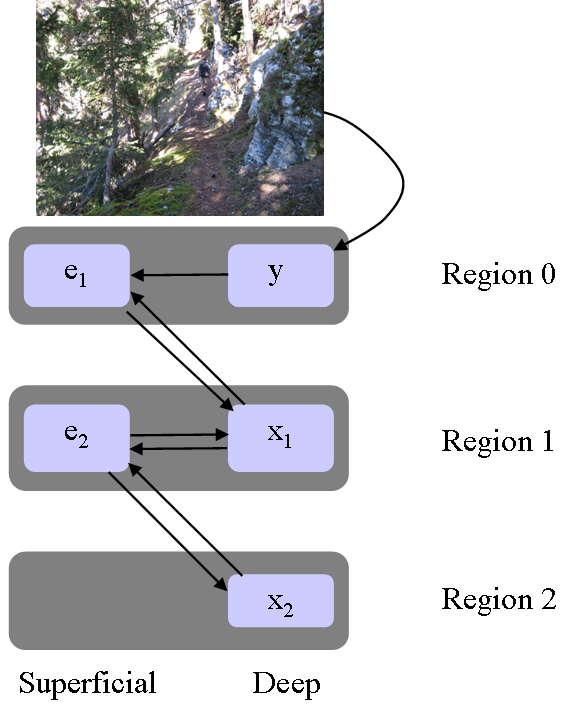 e₁ y Region 0
e₂ x₁ Region 1
x₂ Region 2
Superficial Deep